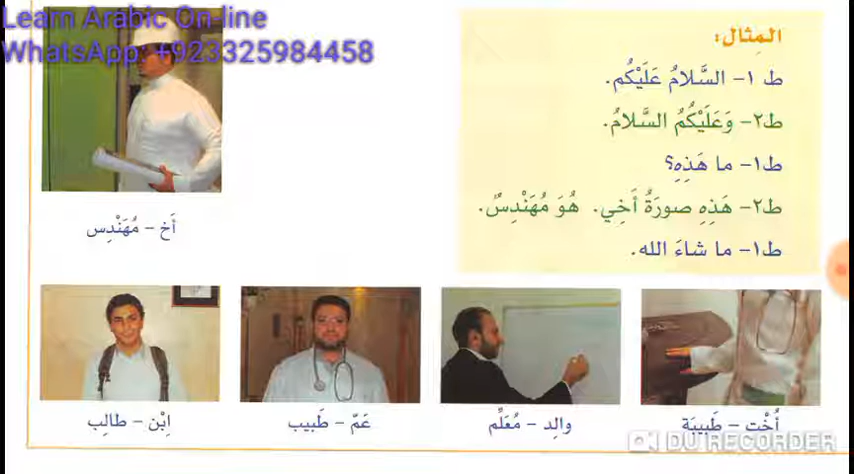 Learn Arabic On-line
WhatsApp: +923325984458
المِثال:
ط ١- السَّلامُ عَلَيْكُم.
ط٢- وَعَلَيْكُمُ السَّلامُ.
ط١- ما هَذِهِ؟
ط٢- هَذِهِ صورَةُ أَخِي. هُوَ مُهَنْدِسٌ.
ط١- ما شاءَ الله.
أَخ - مُهَنْدِس
أُخْت - طَبيبَة
والِد - مُعَلِّم
عَمّ - طَبيب
اِبْن - طالِب
DU RECORDER